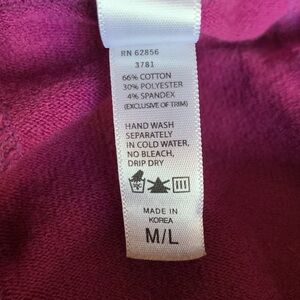 RN 62856
3781
66% COTTON
30% POLYESTER
4% SPANDEX
(EXCLUSIVE OF TRIM)
HAND WASH
SEPARATELY
IN COLD WATER,
NO BLEACH,
DRIP DRY
MADE IN
KOREA
M/L